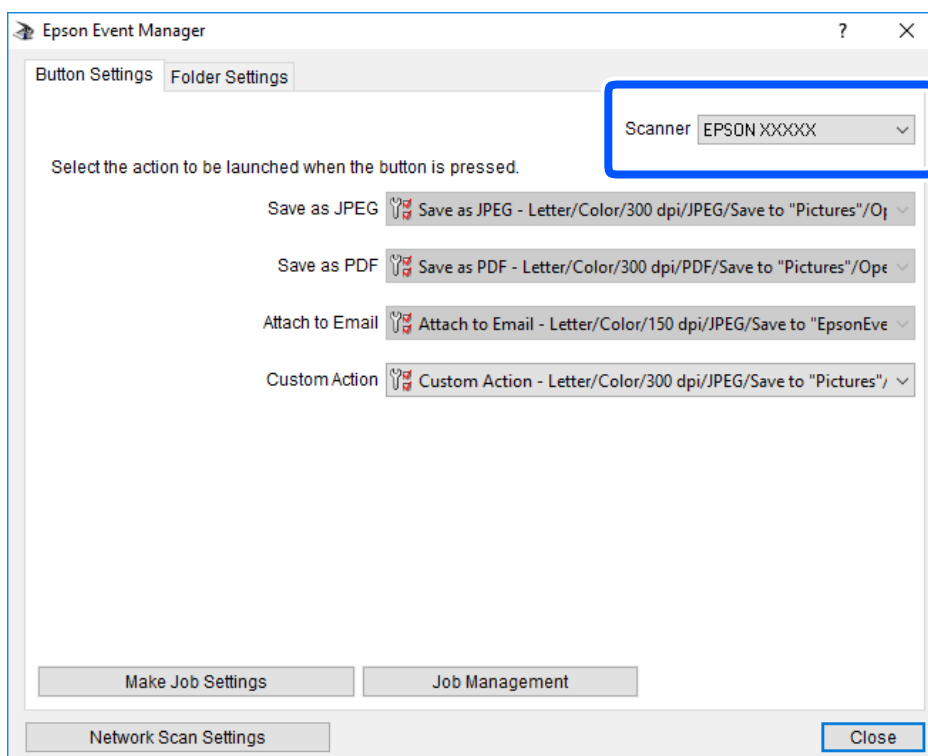 Epson Event Manager
Button Settings Folder Settings
Scanner EPSON XXXXX
Select the action to be launched when the button is pressed.
Save as JPEG Save as JPEG - Letter/Color/300 dpi/JPEG/Save to "Pictures"/Op
Save as PDF Save as PDF - Letter/Color/300 dpi/PDF/Save to "Pictures"/Ope
Attach to Email Attach to Email - Letter/Color/150 dpi/JPEG/Save to "EpsonEve
Custom Action Custom Action - Letter/Color/300 dpi/JPEG/Save to "Pictures"/
Make Job Settings Job Management
Network Scan Settings Close